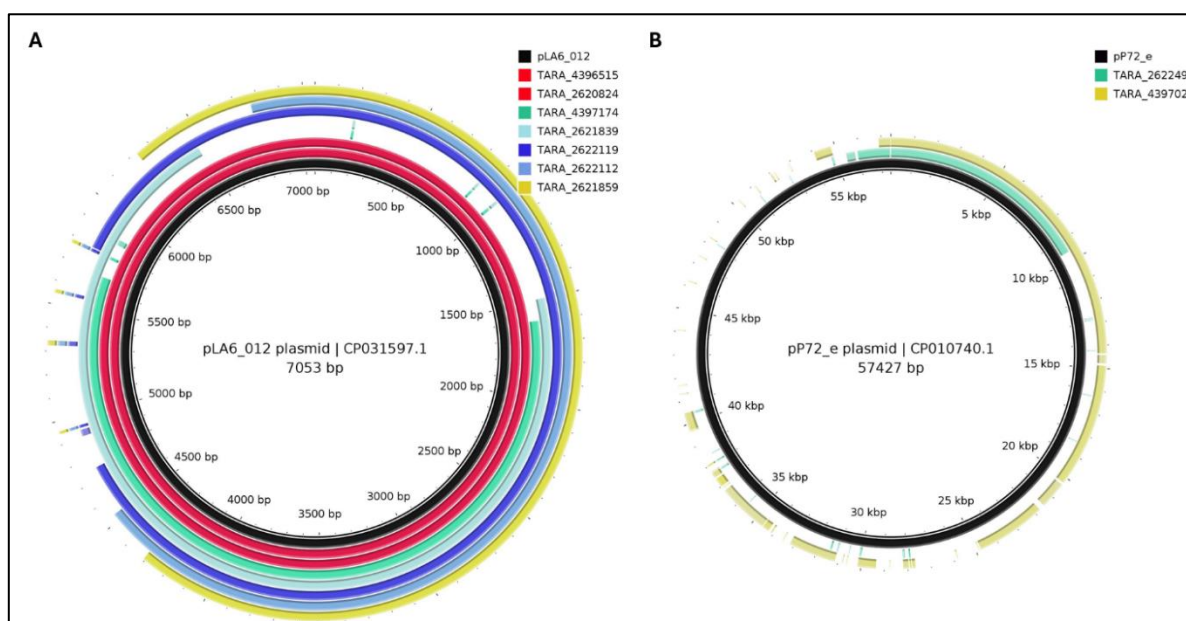 A
pLA6_012
TARA_4396515
TARA_2620824
TARA_4397174
TARA_2621839
TARA_2622119
TARA_2622112
TARA_2621859
7000 bp
500 bp
1000 bp
1500 bp
2000 bp
2500 bp
3000 bp
3500 bp
4000 bp
4500 bp
5000 bp
5500 bp
6000 bp
6500 bp
pLA6_012 plasmid | CP031597.1
7053 bp
B
pP72_e
TARA_262249
TARA_439702
5 kbp
10 kbp
15 kbp
20 kbp
25 kbp
30 kbp
35 kbp
40 kbp
45 kbp
50 kbp
55 kbp
pP72_e plasmid | CP010740.1
57427 bp